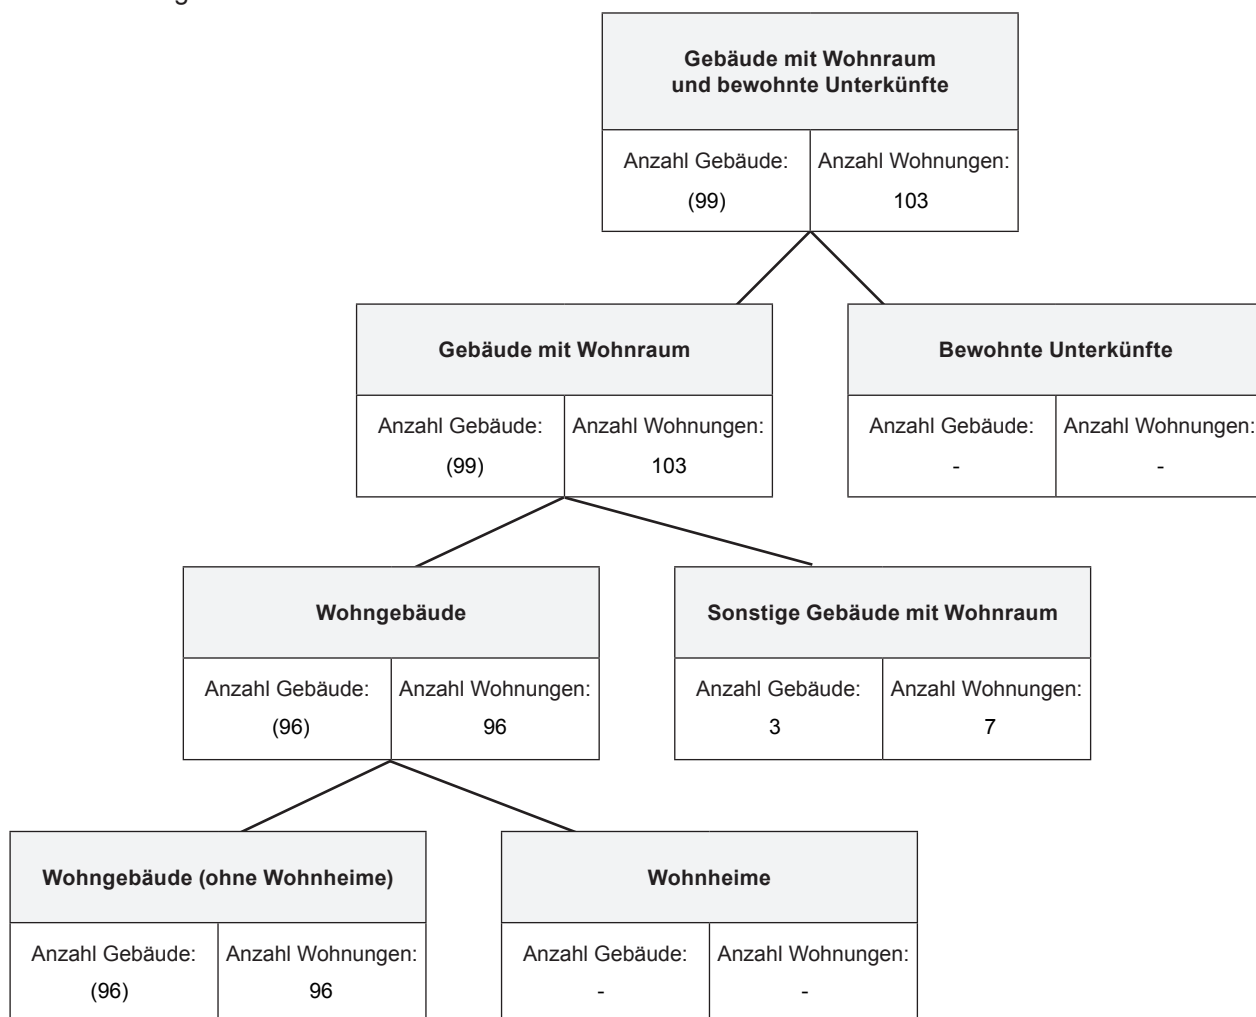 Gebäude mit Wohnraum
und bewohnte Unterkünfte
Anzahl Gebäude: Anzahl Wohnungen:
(99) 103
Gebäude mit Wohnraum
Anzahl Gebäude: Anzahl Wohnungen:
(99) 103
Bewohnte Unterkünfte
Anzahl Gebäude: Anzahl Wohnungen:
- -
Wohngebäude
Anzahl Gebäude: Anzahl Wohnungen:
(96) 96
Sonstige Gebäude mit Wohnraum
Anzahl Gebäude: Anzahl Wohnungen:
3 7
Wohngebäude (ohne Wohnheime)
Anzahl Gebäude: Anzahl Wohnungen:
(96) 96
Wohnheime
Anzahl Gebäude: Anzahl Wohnungen:
- -